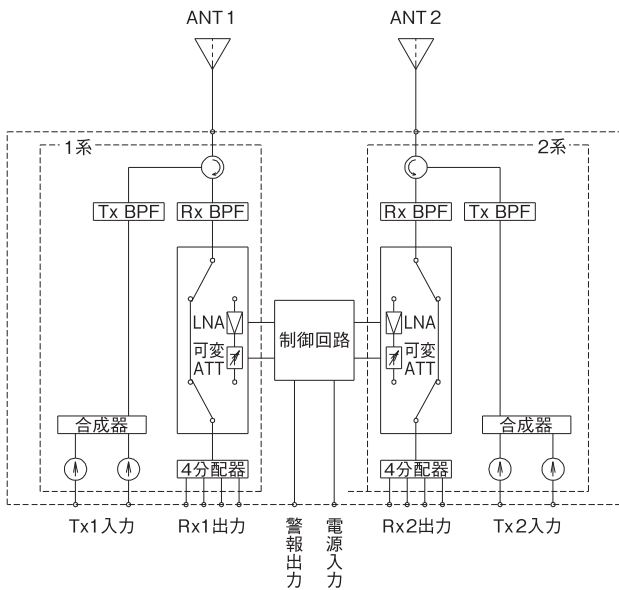 ANT1
ANT2
1系
2系
Tx BPF
Rx BPF
Rx BPF
Tx BPF
LNA
可変
ATT
制御回路
LNA
可変
ATT
合成器
4分配器
4分配器
合成器
Tx1入力
Rx1出力
警報出力
電源入力
Rx2出力
Tx2入力